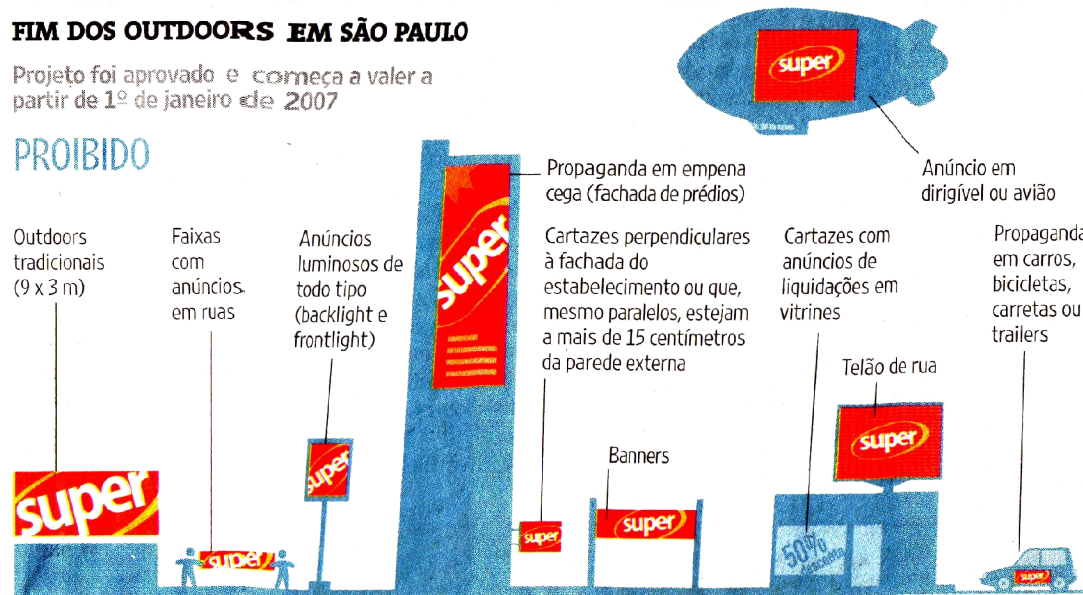 FIM DOS OUTDOORS EM SÃO PAULO
Projeto foi aprovado e começa a valer a
partir de 1º de janeiro de 2007
PROIBIDO
super
Anúncio em
dirigível ou avião
Propaganda em empena
cega (fachada de prédios)
Outdoors
tradicionais
(9 x 3 m)
Faixas
com
anúncios
em ruas
Anúncios
luminosos de
todo tipo
(backlight e
frontlight)
super
Cartazes perpendiculares
à fachada do
estabelecimento ou que,
mesmo paralelos, estejam
a mais de 15 centímetros
da parede externa
Cartazes com
anúncios de
liquidações em
vitrines
Propaganda
em carros,
bicicletas,
carretas ou
trailers
Telão de rua
super
Banners
super
super
super
super
super
50%
super